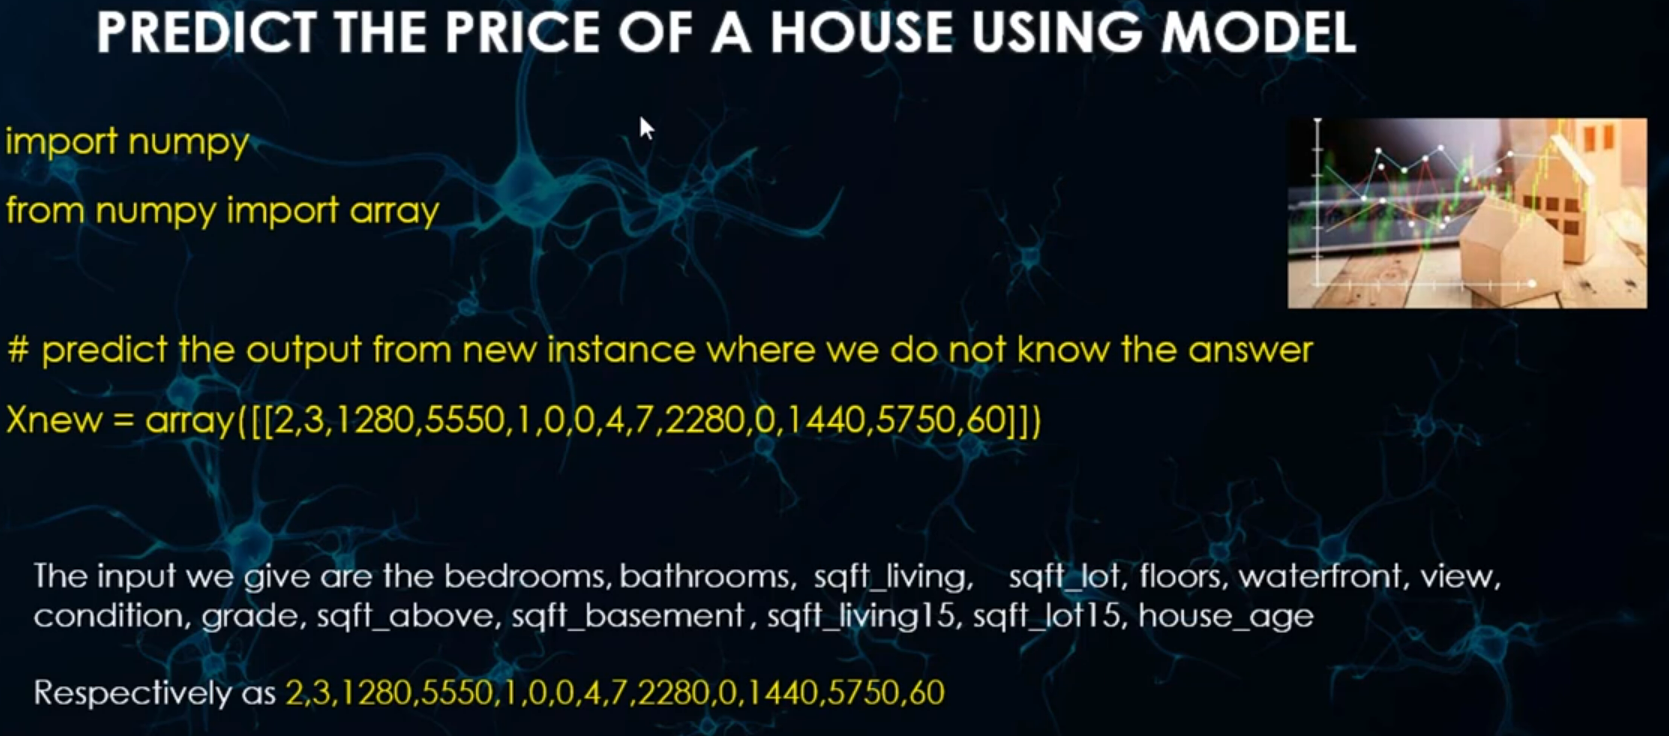 PREDICT THE PRICE OF A HOUSE USING MODEL
import numpy
from numpy import array
# predict the output from new instance where we do not know the answer
Xnew = array([[2,3,1280,5550,1,0,0,4,7,2280,0,1440,5750,60]])
The input we give are the bedrooms, bathrooms, sqft_living, sqft_lot, floors, waterfront, view,
condition, grade, sqft_above, sqft_basement, sqft_living15, sqft_lot15, house_age
Respectively as 2,3,1280,5550,1,0,0,4,7,2280,0,1440,5750,60